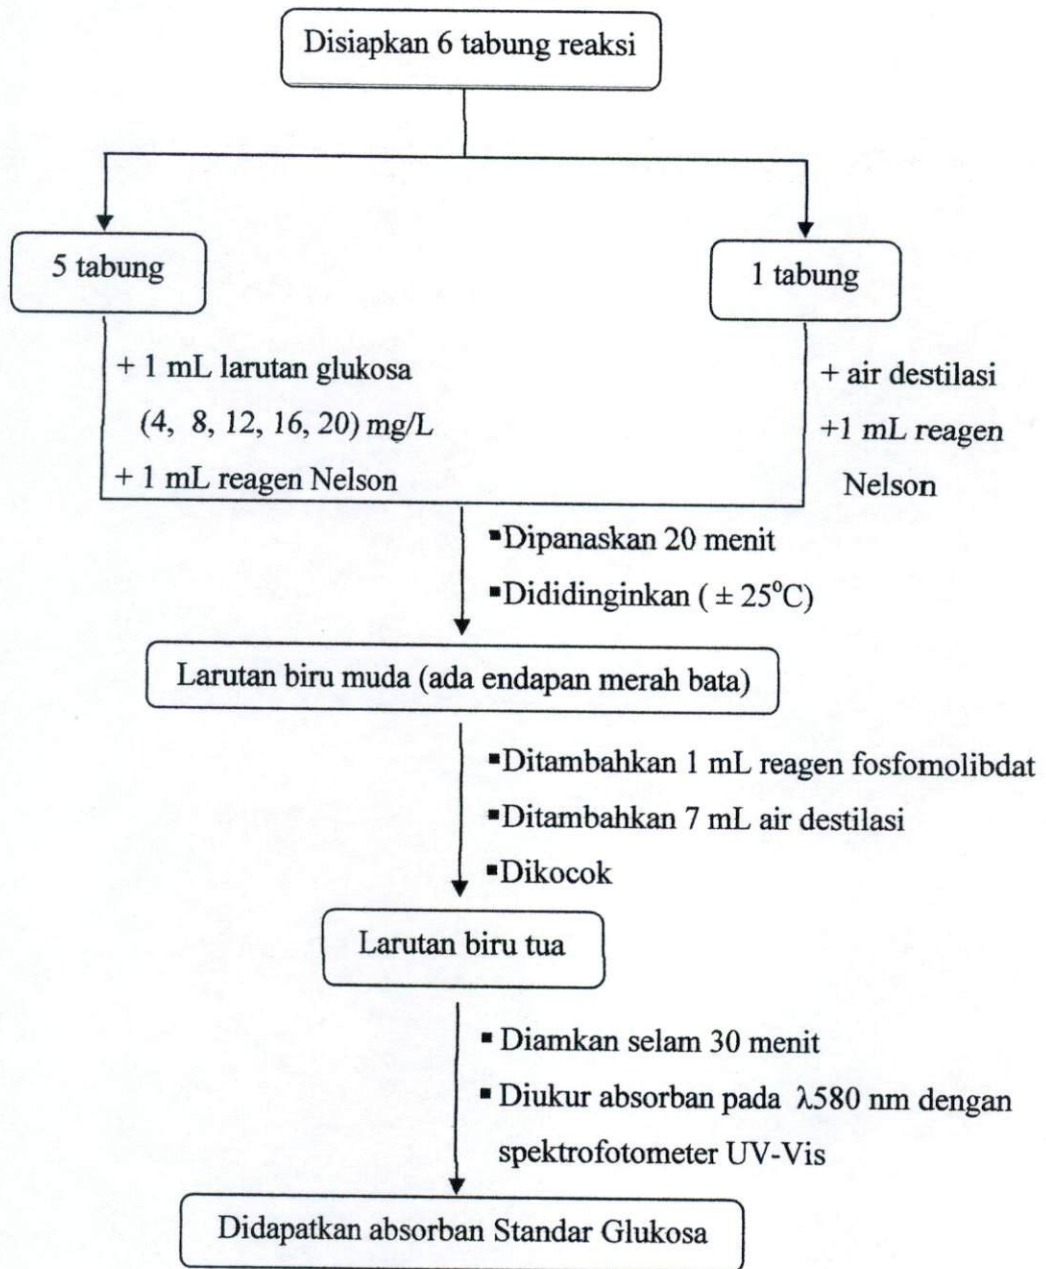 Disiapkan 6 tabung reaksi
5 tabung
1 tabung
+ 1 mL larutan glukosa
(4, 8, 12, 16, 20) mg/L
+ 1 mL reagen Nelson
+ air destilasi
+1 mL reagen
Nelson
▪Dipanaskan 20 menit
▪Dididinginkan ( ± 25°C)
Larutan biru muda (ada endapan merah bata)
▪Ditambahkan 1 mL reagen fosfomolibdat
▪Ditambahkan 7 mL air destilasi
▪Dikocok
Larutan biru tua
▪ Diamkan selam 30 menit
▪ Diukur absorban pada λ580 nm dengan
spektrofotometer UV-Vis
Didapatkan absorban Standar Glukosa